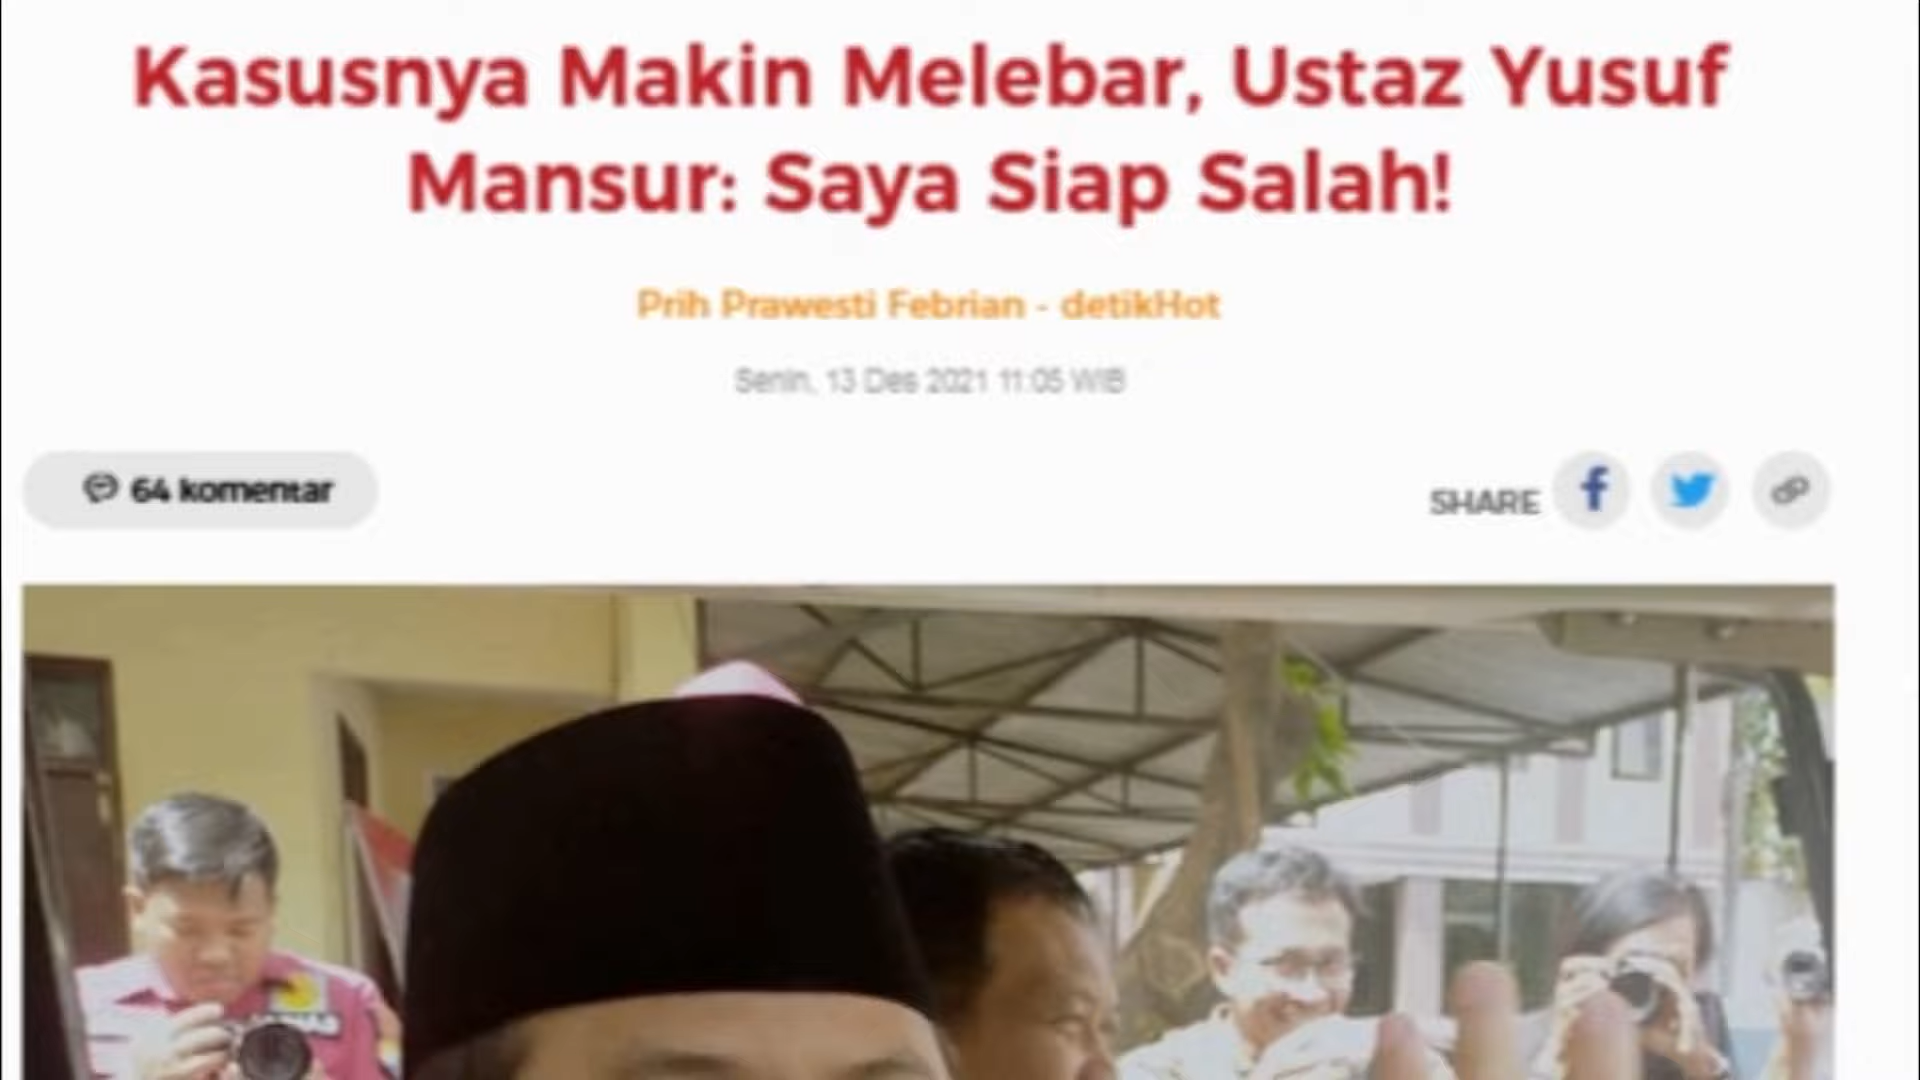 Kasusnya Makin Melebar, Ustaz Yusuf
Mansur: Saya Siap Salah!
Prih Prawesti Febrian - detikHot
Senin, 13 Des 2021 11:05 WIB
64 komentar
SHARE